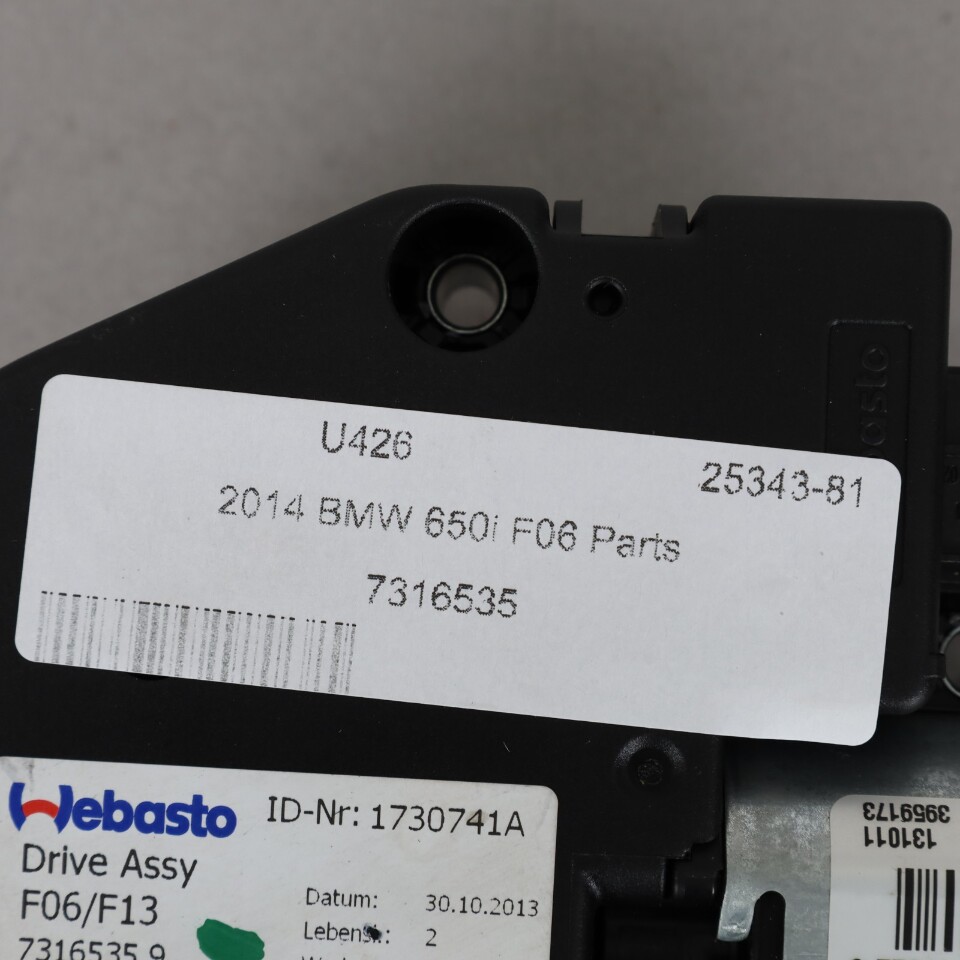 U426
25343-81
2014 BMW 650i F06 Parts
7316535
Webasto
ID-Nr: 1730741A
Drive Assy
F06/F13
7316535 9
Datum: 30.10.2013
2
131011
3959173